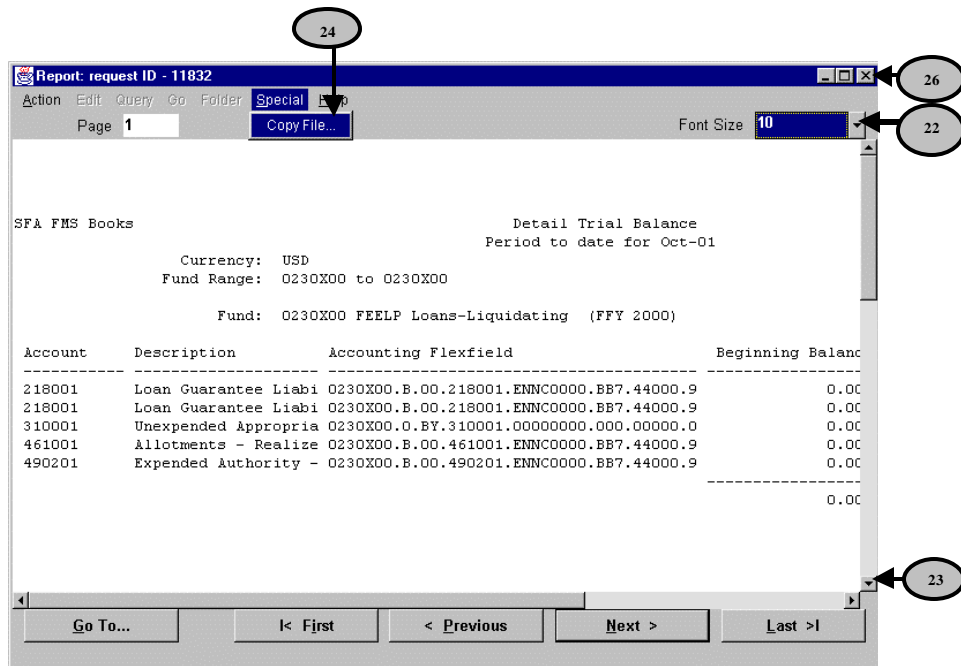 24
Report: request ID - 11832
26
Action Edit Query Go Folder Special Help
Page 1 Copy File... Font Size 10
22
SFA FMS Books Detail Trial Balance
Period to date for Oct-01
Currency: USD
Fund Range: 0230X00 to 0230X00
Fund: 0230X00 FEELP Loans-Liquidating (FFY 2000)
Account Description Accounting Flexfield Beginning Balanc
----------- -------------------- ---------------------------------------- -----------------
218001 Loan Guarantee Liabi 0230X00.B.00.218001.ENNC0000.BB7.44000.9 0.00
218001 Loan Guarantee Liabi 0230X00.B.00.218001.ENNC0000.BB7.44000.9 0.00
310001 Unexpended Appropria 0230X00.0.BY.310001.00000000.000.00000.0 0.00
461001 Allotments - Realize 0230X00.B.00.461001.ENNC0000.BB7.44000.9 0.00
490201 Expended Authority - 0230X00.B.00.490201.ENNC0000.BB7.44000.9 0.00
-----------------
0.00
23
Go To... I< First < Previous Next > Last >I